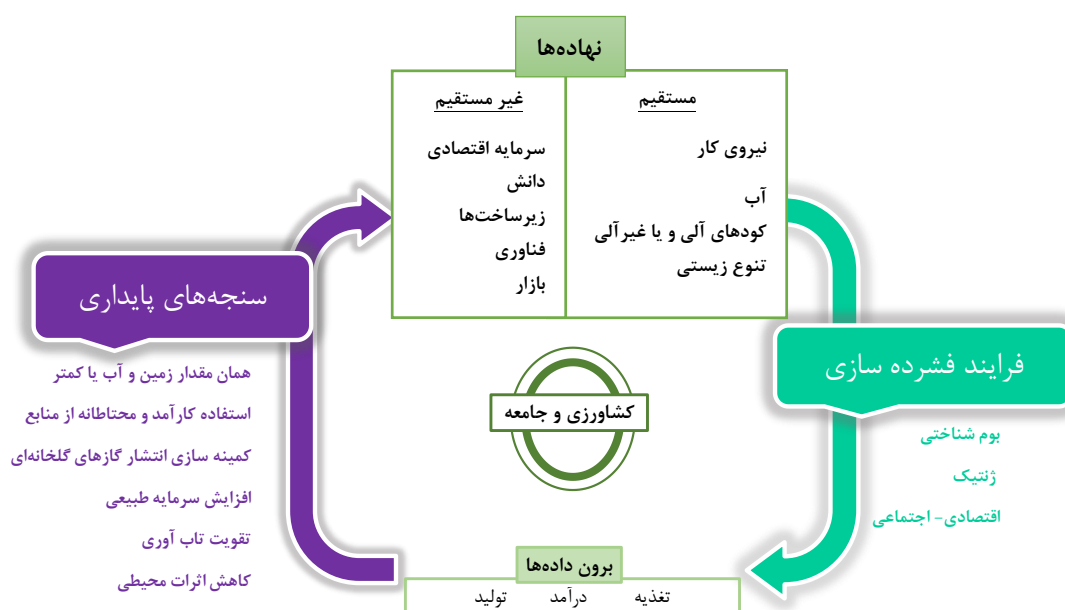 نهاده‌ها
مستقیم
نیروی کار
آب
کودهای آلی و یا غیرآلی
تنوع زیستی
غیر مستقیم
سرمایه اقتصادی
دانش
زیرساخت‌ها
فناوری
بازار
فرایند فشرده سازی
بوم شناختی
ژنتیک
اقتصادی- اجتماعی
کشاورزی و جامعه
سنجه‌های پایداری
همان مقدار زمین و آب یا کمتر
استفاده کارآمد و محتاطانه از منابع
کمینه سازی انتشار گازهای گلخانه‌ای
افزایش سرمایه طبیعی
تقویت تاب آوری
کاهش اثرات محیطی
برون داده‌ها
تغذیه درآمد تولید